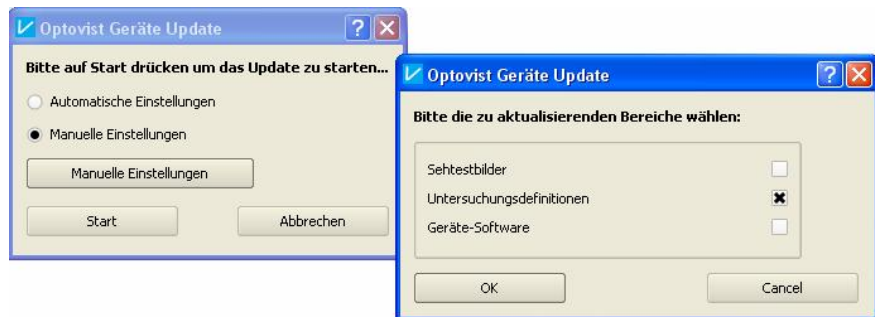 Optovist Geräte Update
Bitte auf Start drücken um das Update zu starten...
Automatische Einstellungen
Manuelle Einstellungen
Manuelle Einstellungen
Start
Abbrechen
Optovist Geräte Update
Bitte die zu aktualisierenden Bereiche wählen:
Sehtestbilder
Untersuchungsdefinitionen
Geräte-Software
OK
Cancel